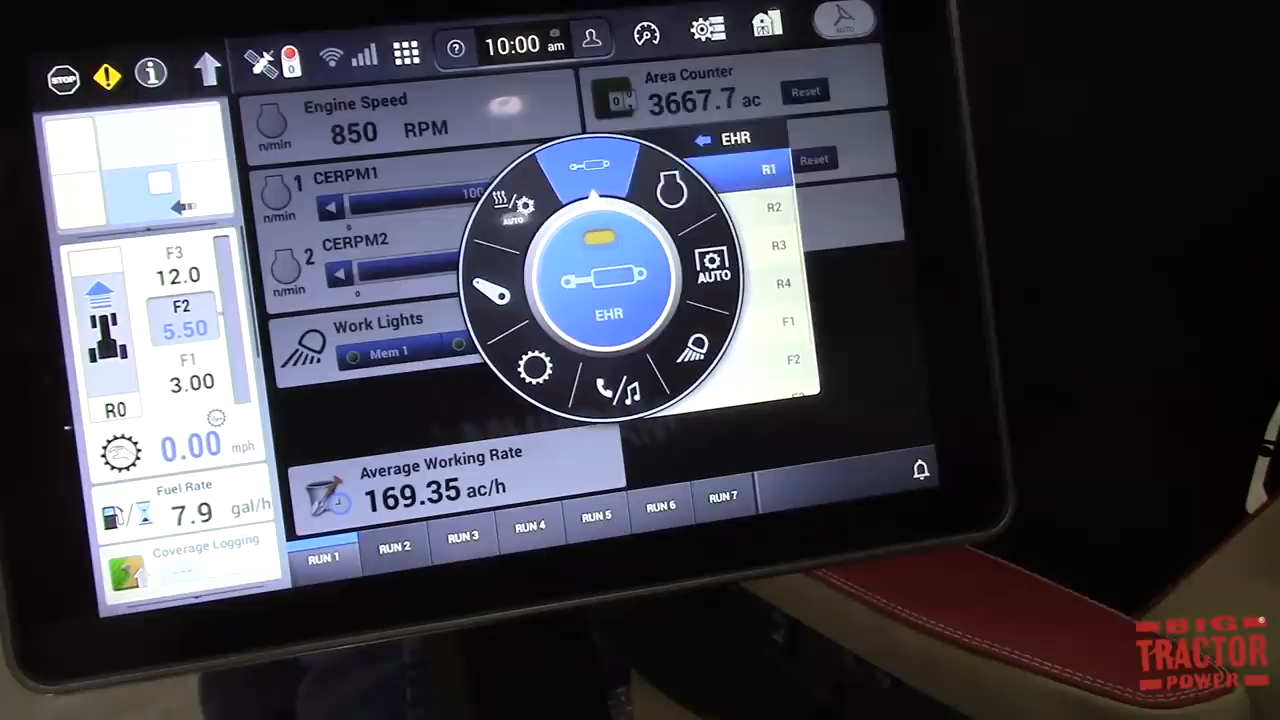 STOP
0
10:00 am
AUTO
Engine Speed
850 RPM
n/min
Area Counter
3667.7 ac
Reset
Reset
1 CERPM1
n/min
100
0
2 CERPM2
n/min
0
Work Lights
Mem 1
EHR
R1
R2
R3
R4
F1
F2
AUTO
AUTO
EHR
F3
12.0
F2
5.50
F1
3.00
R0
0.00 mph
Fuel Rate
7.9 gal/h
Coverage Logging
Average Working Rate
169.35 ac/h
RUN 1 RUN 2 RUN 3 RUN 4 RUN 5 RUN 6 RUN 7
BIG
TRACTOR
POWER